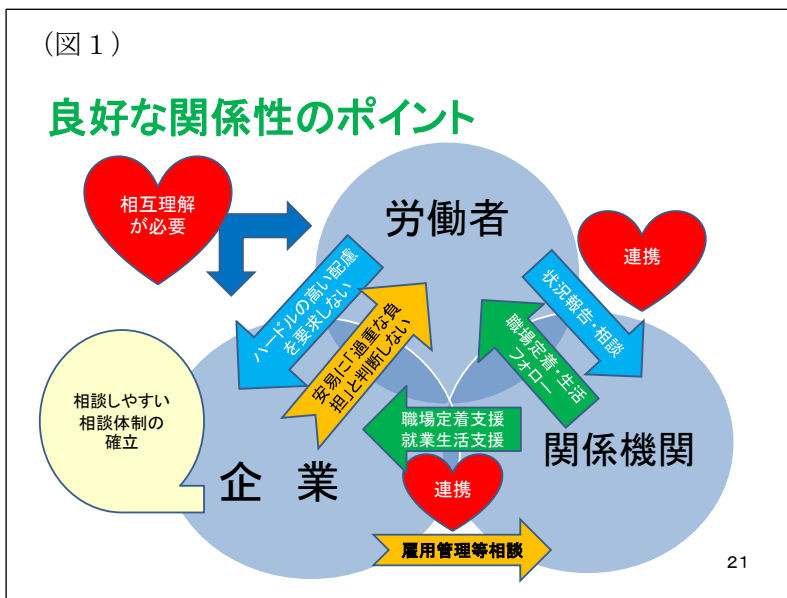 (図1)
良好な関係性のポイント
相互理解
が必要
労働者
連携
ハードルの高い配慮
を要求しない
安易に「過重な負
担」と判断しない
状況報告・相談
職場定着・生活
フォロー
相談しやすい
相談体制の
確立
職場定着支援
就業生活支援
企 業
関係機関
連携
雇用管理等相談
21